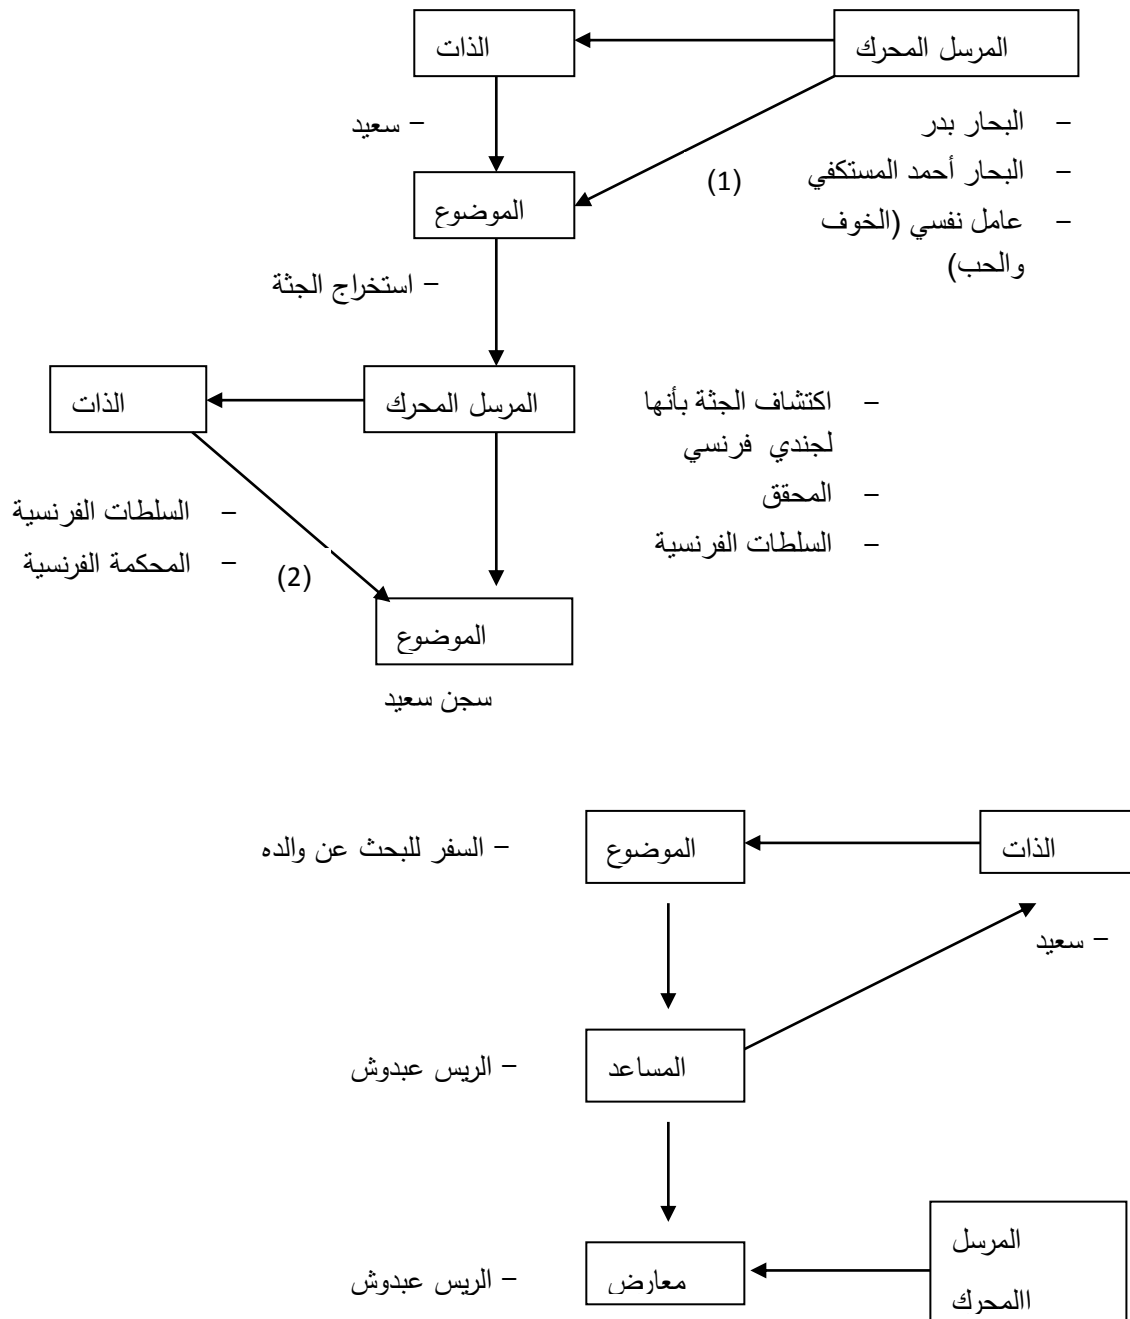 المرسل المحرك
الذات
– البحار بدر
– سعيد
– البحار أحمد المستكفي
(1)
– عامل نفسي (الخوف
والحب)
الموضوع
– استخراج الجثة
المرسل المحرك
الذات
– اكتشاف الجثة بأنها
لجندي فرنسي
– المحقق
– السلطات الفرنسية
– السلطات الفرنسية
– المحكمة الفرنسية
(2)
الموضوع
سجن سعيد
الذات
الموضوع
– السفر للبحث عن والده
– سعيد
المساعد
– الريس عبدوش
المرسل
االمحرك
معارض
– الريس عبدوش